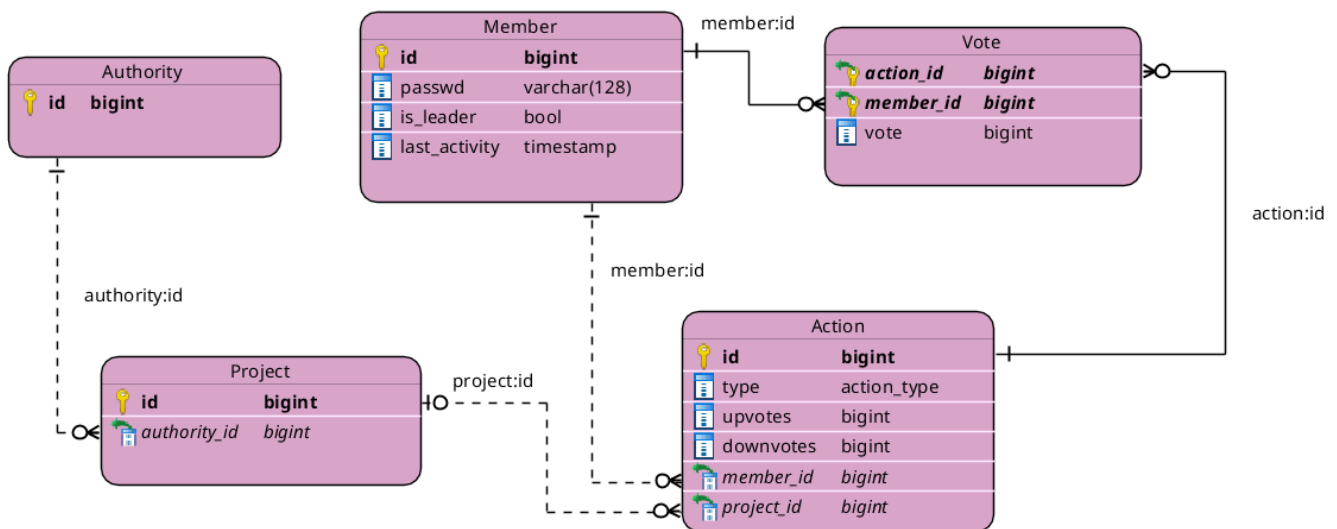 Authority
id bigint
Member
id bigint
passwd varchar(128)
is_leader bool
last_activity timestamp
member:id
Vote
action_id bigint
member_id bigint
vote bigint
action:id
authority:id
member:id
Project
id bigint
authority_id bigint
project:id
Action
id bigint
type action_type
upvotes bigint
downvotes bigint
member_id bigint
project_id bigint